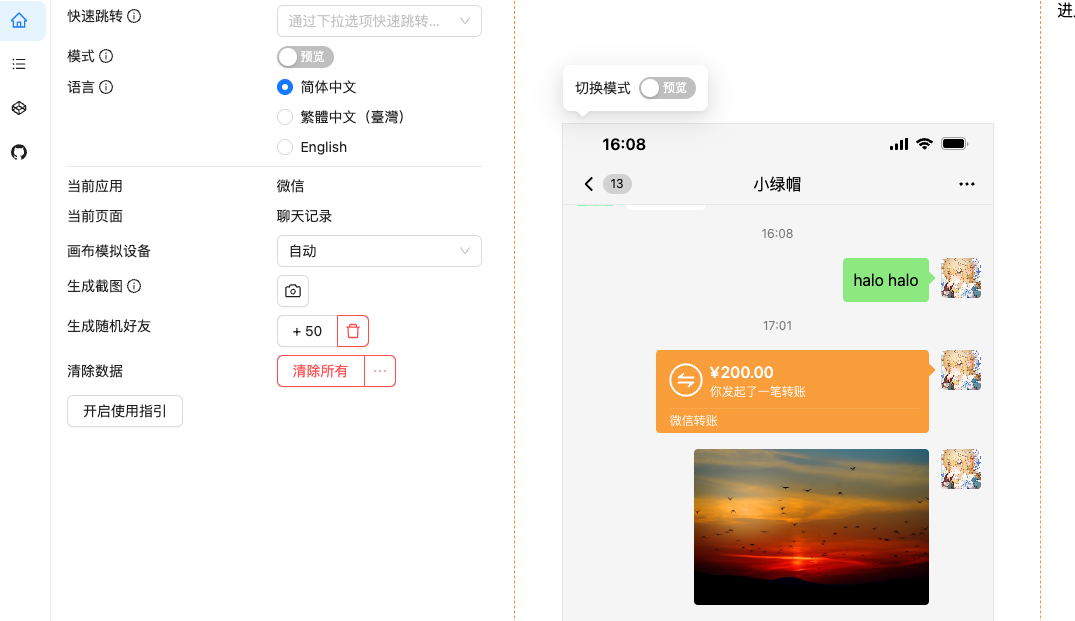 快速跳转
通过下拉选项快速跳转...
模式
预览
语言
简体中文
繁體中文（臺灣）
English
当前应用
微信
当前页面
聊天记录
画布模拟设备
自动
生成截图
生成随机好友
+ 50
清除数据
清除所有
···
开启使用指引
切换模式
预览
16:08
13
小绿帽
16:08
halo halo
17:01
¥200.00
你发起了一笔转账
微信转账